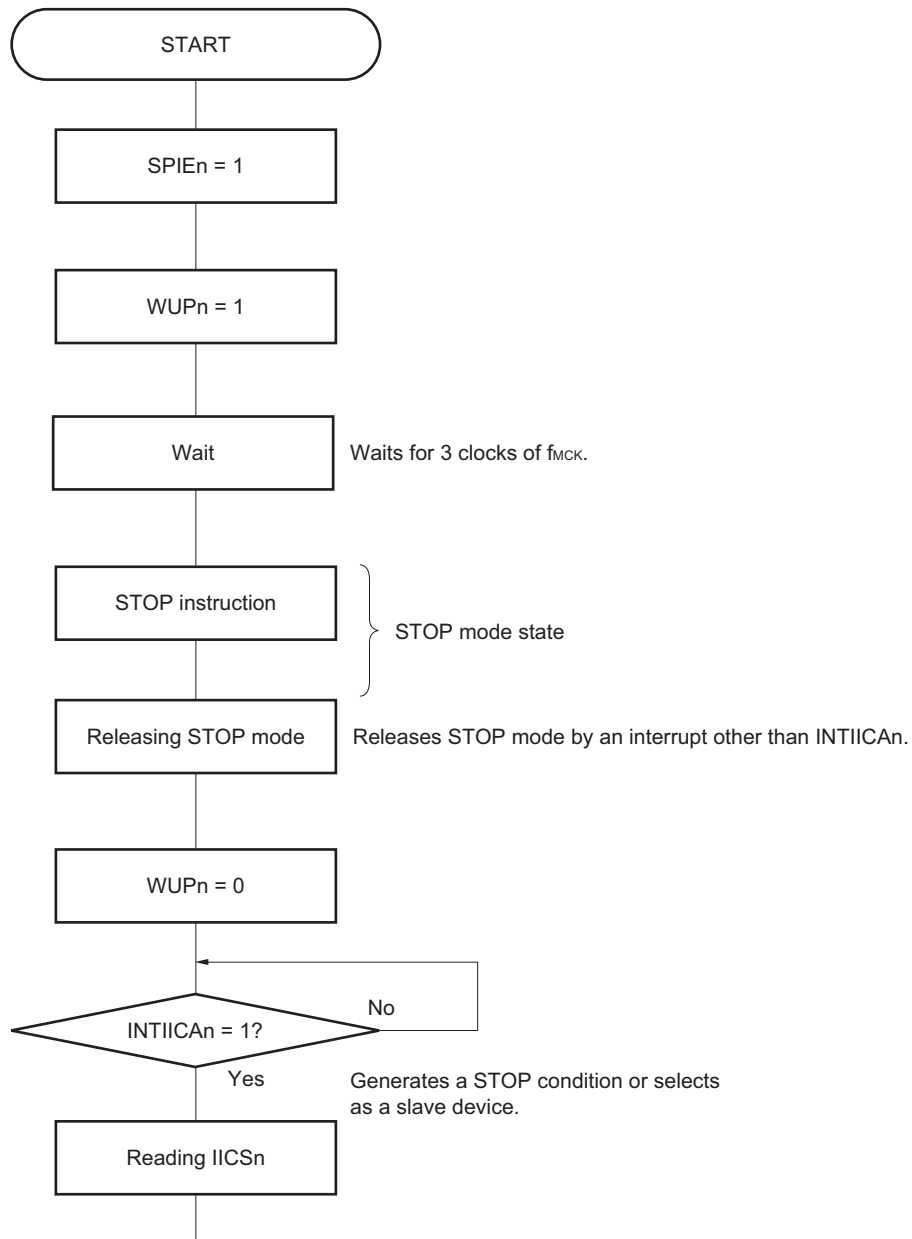 START
SPIEn = 1
WUPn = 1
Wait
Waits for 3 clocks of fMCK.
STOP instruction
STOP mode state
Releasing STOP mode
Releases STOP mode by an interrupt other than INTIICAn.
WUPn = 0
No
INTIICAn = 1?
Yes
Generates a STOP condition or selects
as a slave device.
Reading IICSn